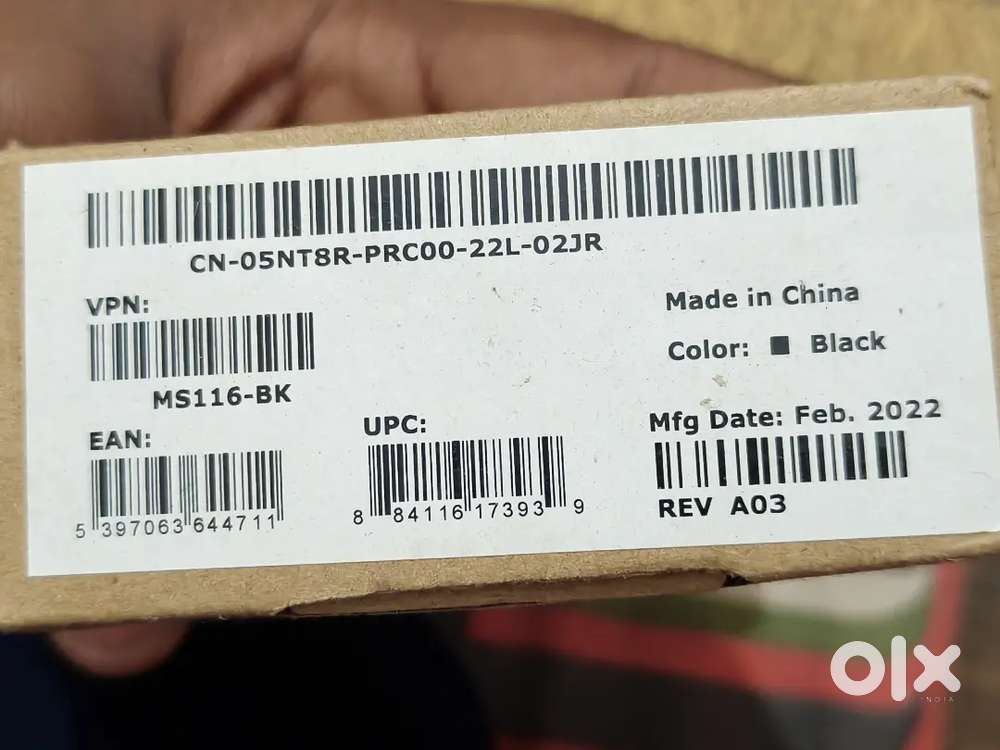 CN-05NT8R-PRC00-22L-02JR
VPN:
MS116-BK
Made in China
Color: ■ Black
EAN:
5 397063 644711
UPC:
8 84116 17393 9
Mfg Date: Feb. 2022
REV A03
olx
INDIA